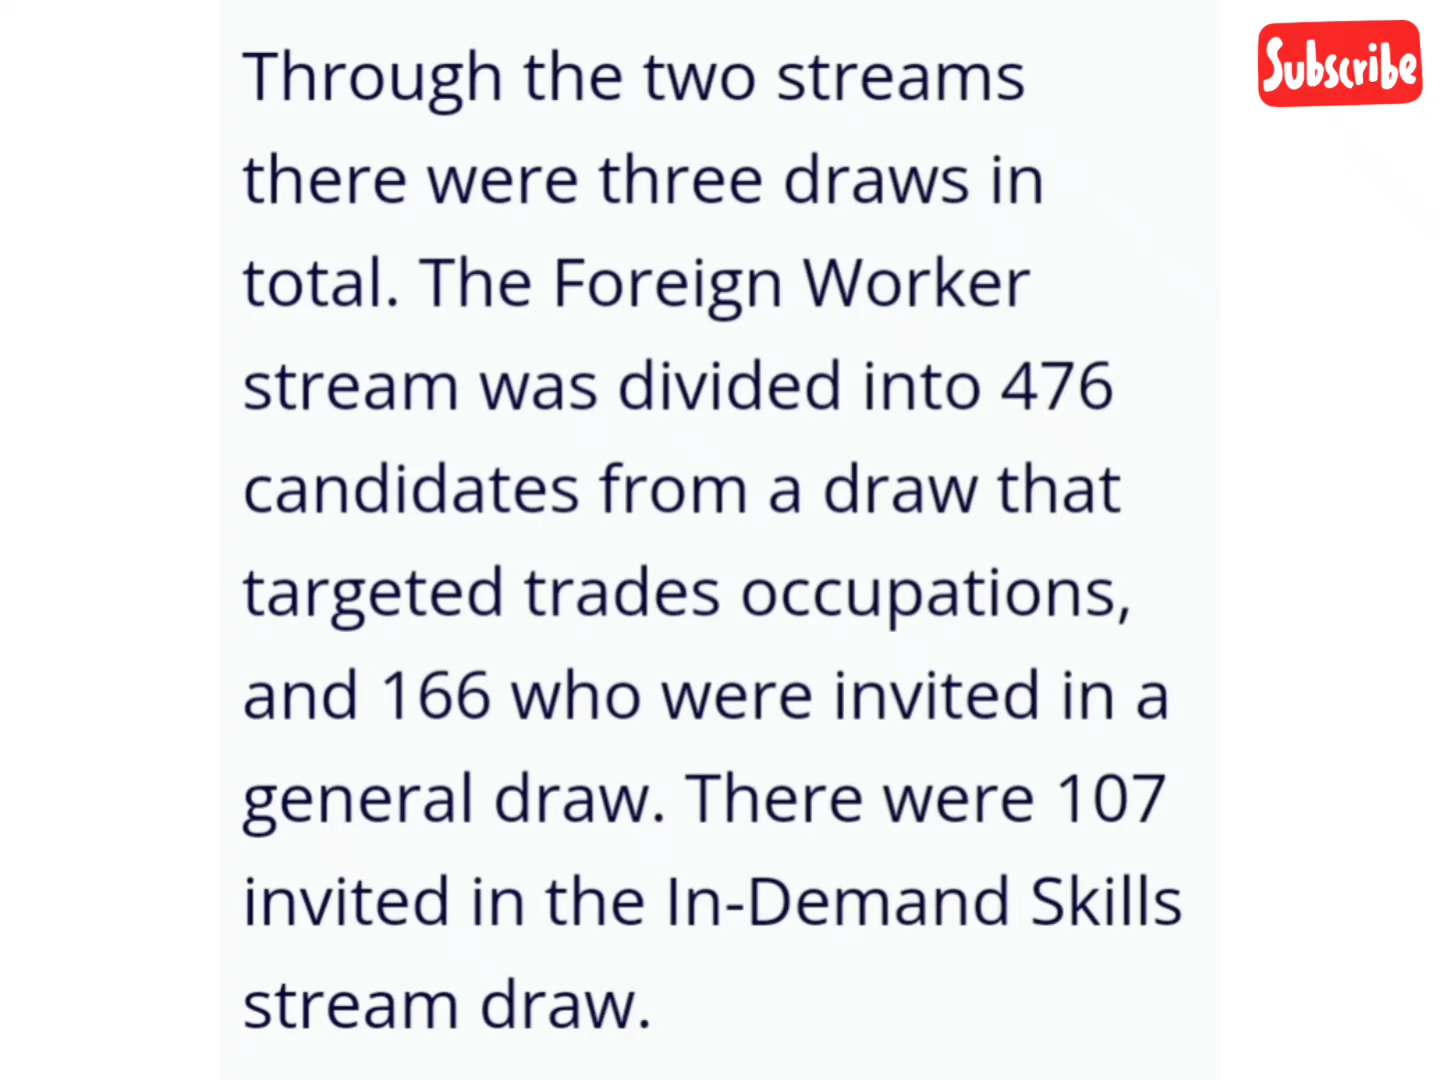 Through the two streams
there were three draws in
total. The Foreign Worker
stream was divided into 476
candidates from a draw that
targeted trades occupations,
and 166 who were invited in a
general draw. There were 107
invited in the In-Demand Skills
stream draw.
Subscribe